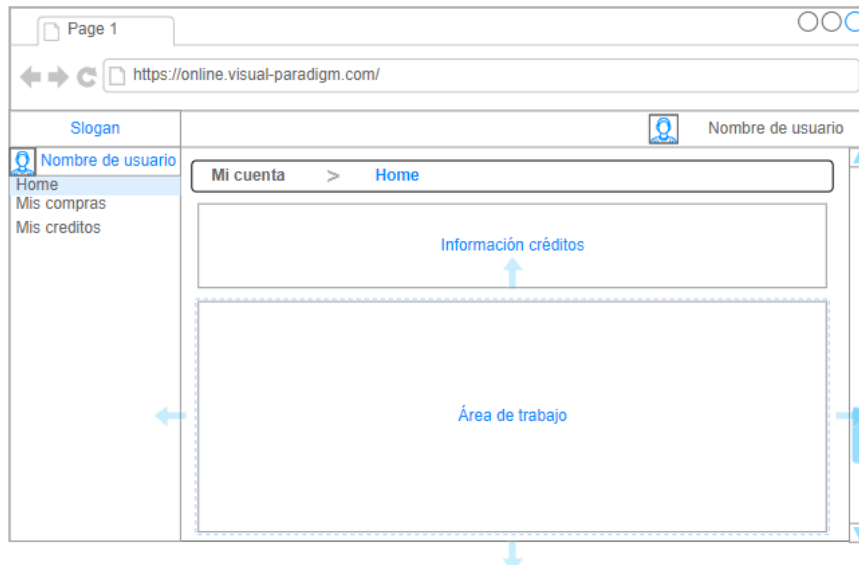 Page 1
https://online.visual-paradigm.com/
Slogan
Nombre de usuario
Nombre de usuario
Home
Mis compras
Mis creditos
Mi cuenta > Home
Información créditos
Área de trabajo